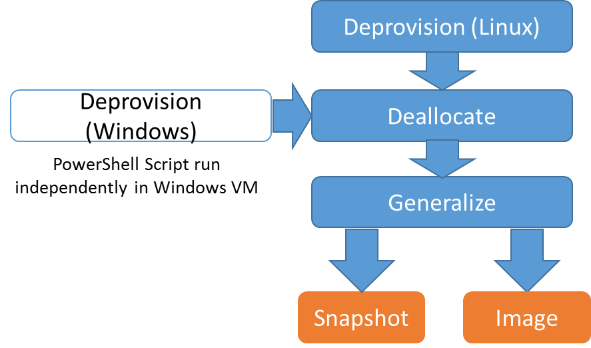 Deprovision (Linux)
Deprovision
(Windows)
Deallocate
PowerShell Script run
independently in Windows VM
Generalize
Snapshot
Image